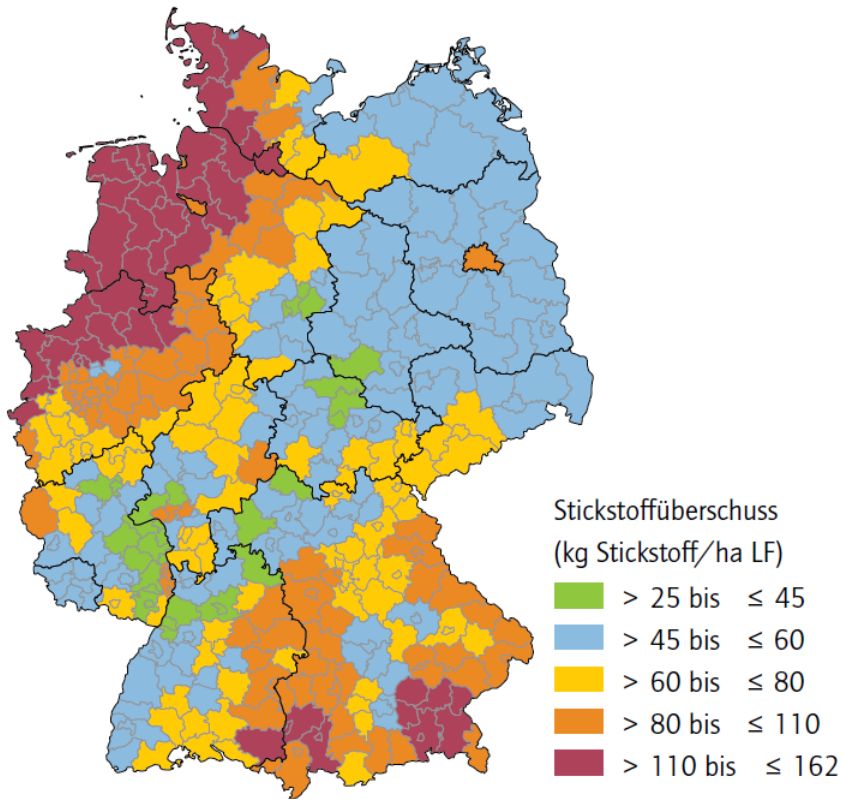 Stickstoffüberschuss
(kg Stickstoff/ha LF)
> 25 bis ≤ 45
> 45 bis ≤ 60
> 60 bis ≤ 80
> 80 bis ≤ 110
> 110 bis ≤ 162